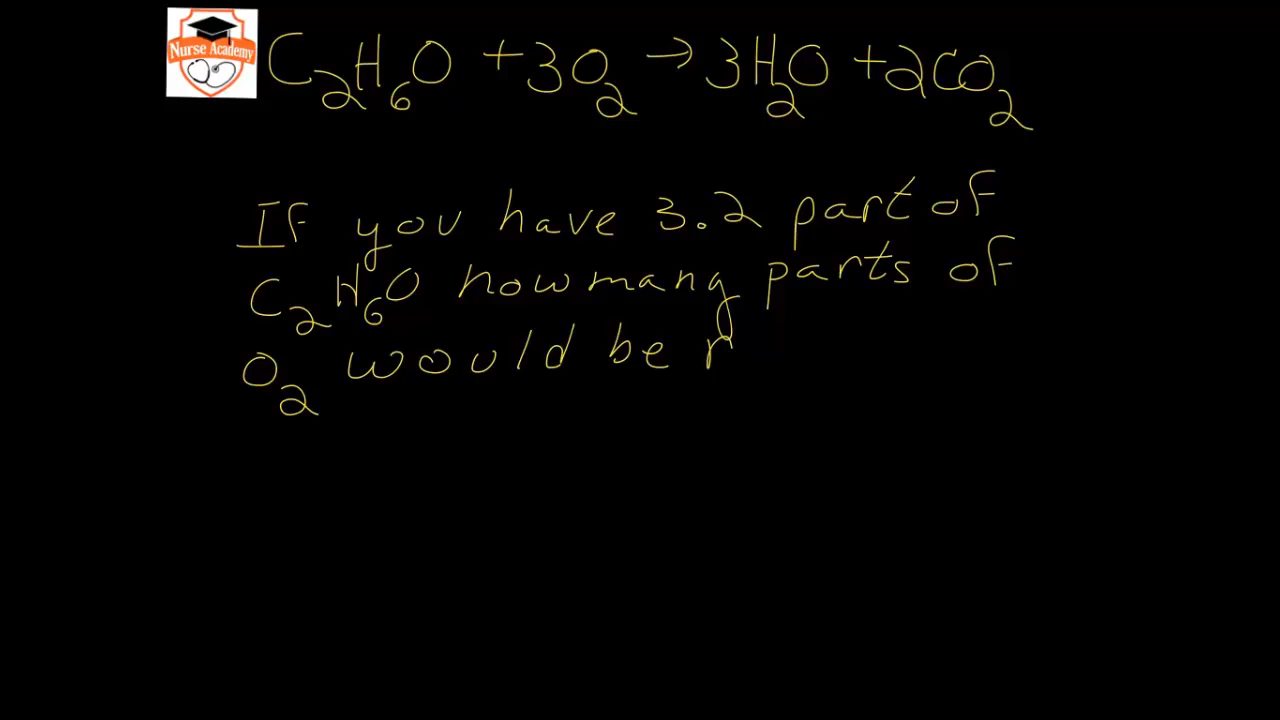 Nurse Academy
C₂H₆O + 3O₂ → 3H₂O + 2CO₂
If you have 3.2 part of
C₂H₆O how many parts of
O₂ would be r